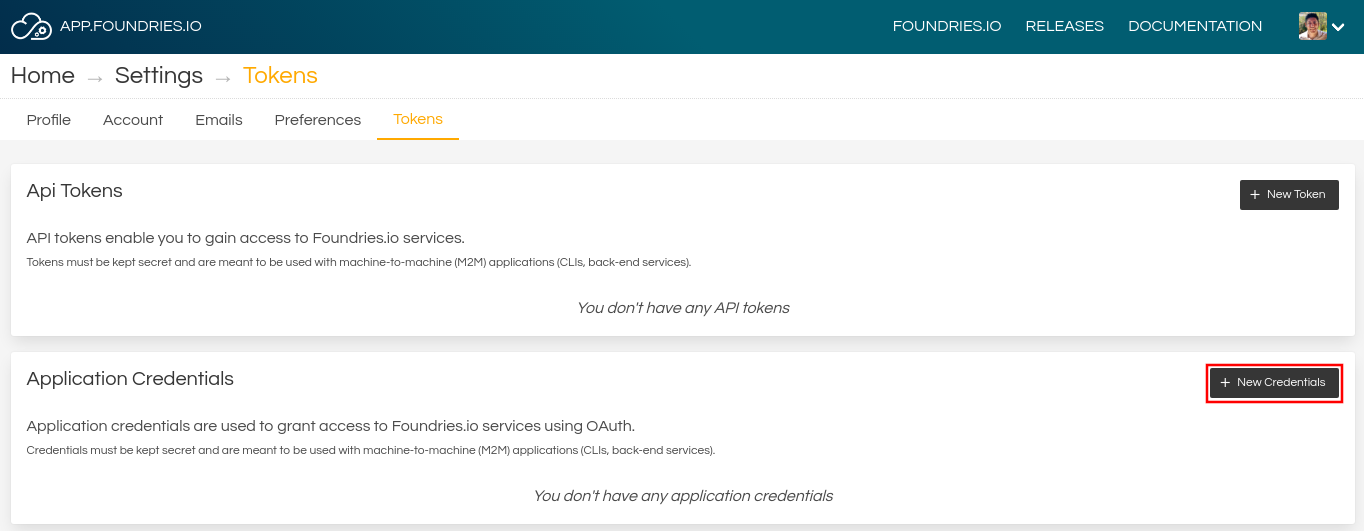 APP.FOUNDRIES.IO FOUNDRIES.IO RELEASES DOCUMENTATION
Home → Settings → Tokens
Profile Account Emails Preferences Tokens
Api Tokens + New Token
API tokens enable you to gain access to Foundries.io services.
Tokens must be kept secret and are meant to be used with machine-to-machine (M2M) applications (CLIs, back-end services).
You don't have any API tokens
Application Credentials + New Credentials
Application credentials are used to grant access to Foundries.io services using OAuth.
Credentials must be kept secret and are meant to be used with machine-to-machine (M2M) applications (CLIs, back-end services).
You don't have any application credentials